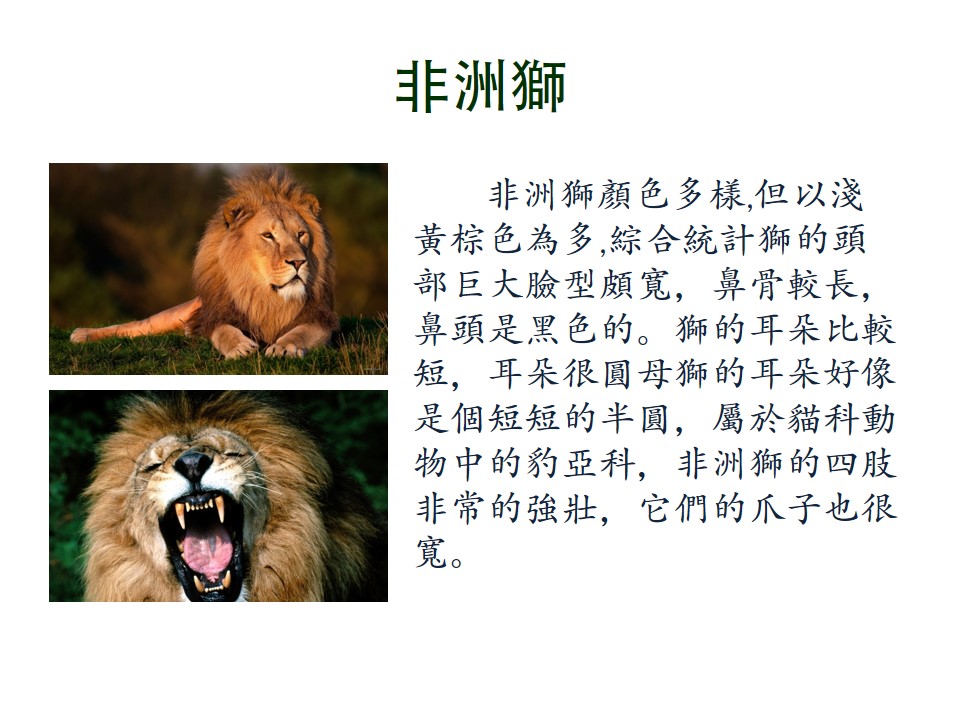 非洲獅
非洲獅顏色多樣,但以淺
黃棕色為多,綜合統計獅的頭
部巨大臉型頗寬，鼻骨較長，
鼻頭是黑色的。獅的耳朵比較
短，耳朵很圓母獅的耳朵好像
是個短短的半圓，屬於貓科動
物中的豹亞科，非洲獅的四肢
非常的強壯，它們的爪子也很
寬。